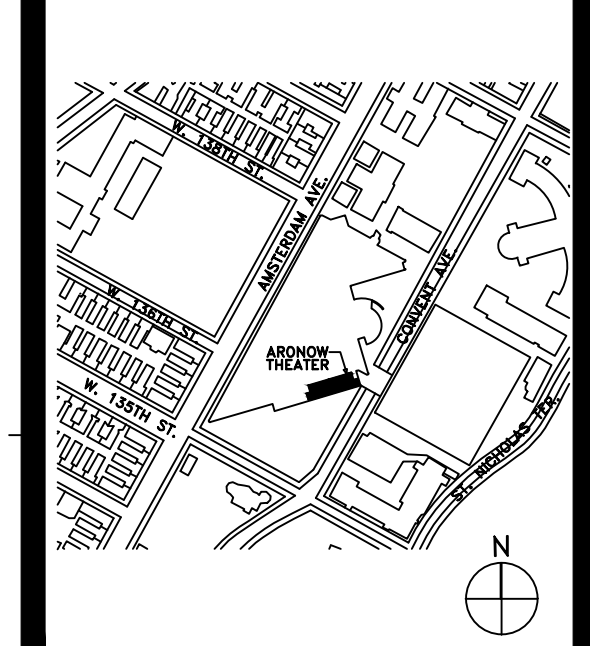 W. 138TH ST.
AMSTERDAM AVE.
CONVENT AVE.
W. 136TH ST.
ARONOW
THEATER
W. 135TH ST.
ST. NICHOLAS TER.
N